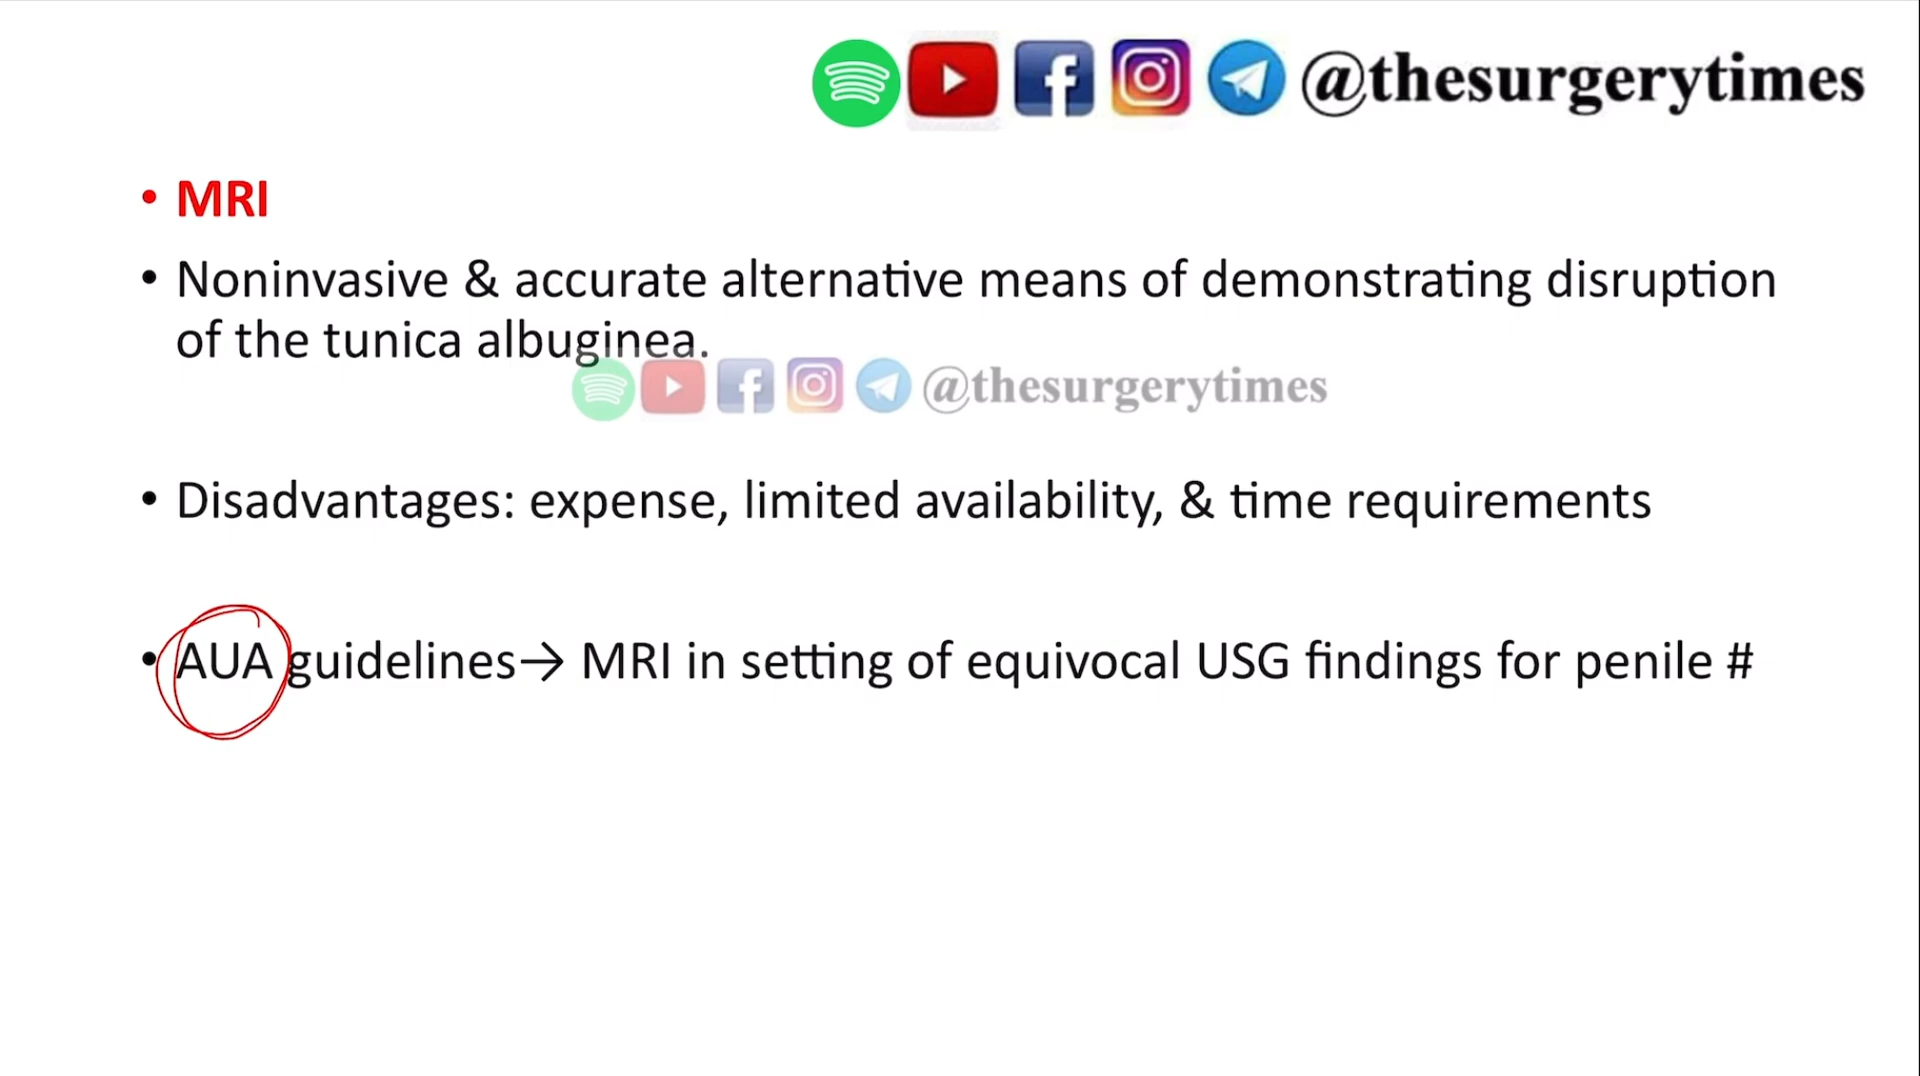 @thesurgerytimes
• MRI
• Noninvasive & accurate alternative means of demonstrating disruption
of the tunica albuginea.
@thesurgerytimes
• Disadvantages: expense, limited availability, & time requirements
• AUA guidelines→ MRI in setting of equivocal USG findings for penile #